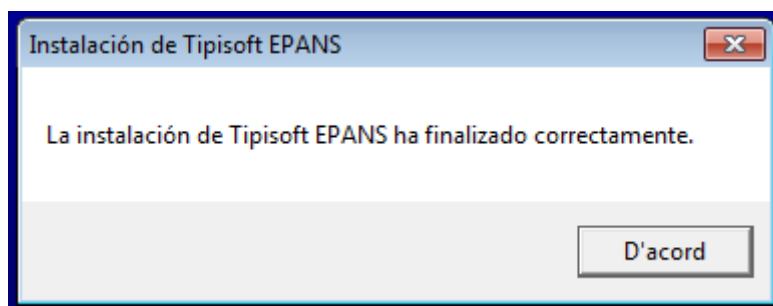 Instalación de Tipisoft EPANS
La instalación de Tipisoft EPANS ha finalizado correctamente.
D'acord